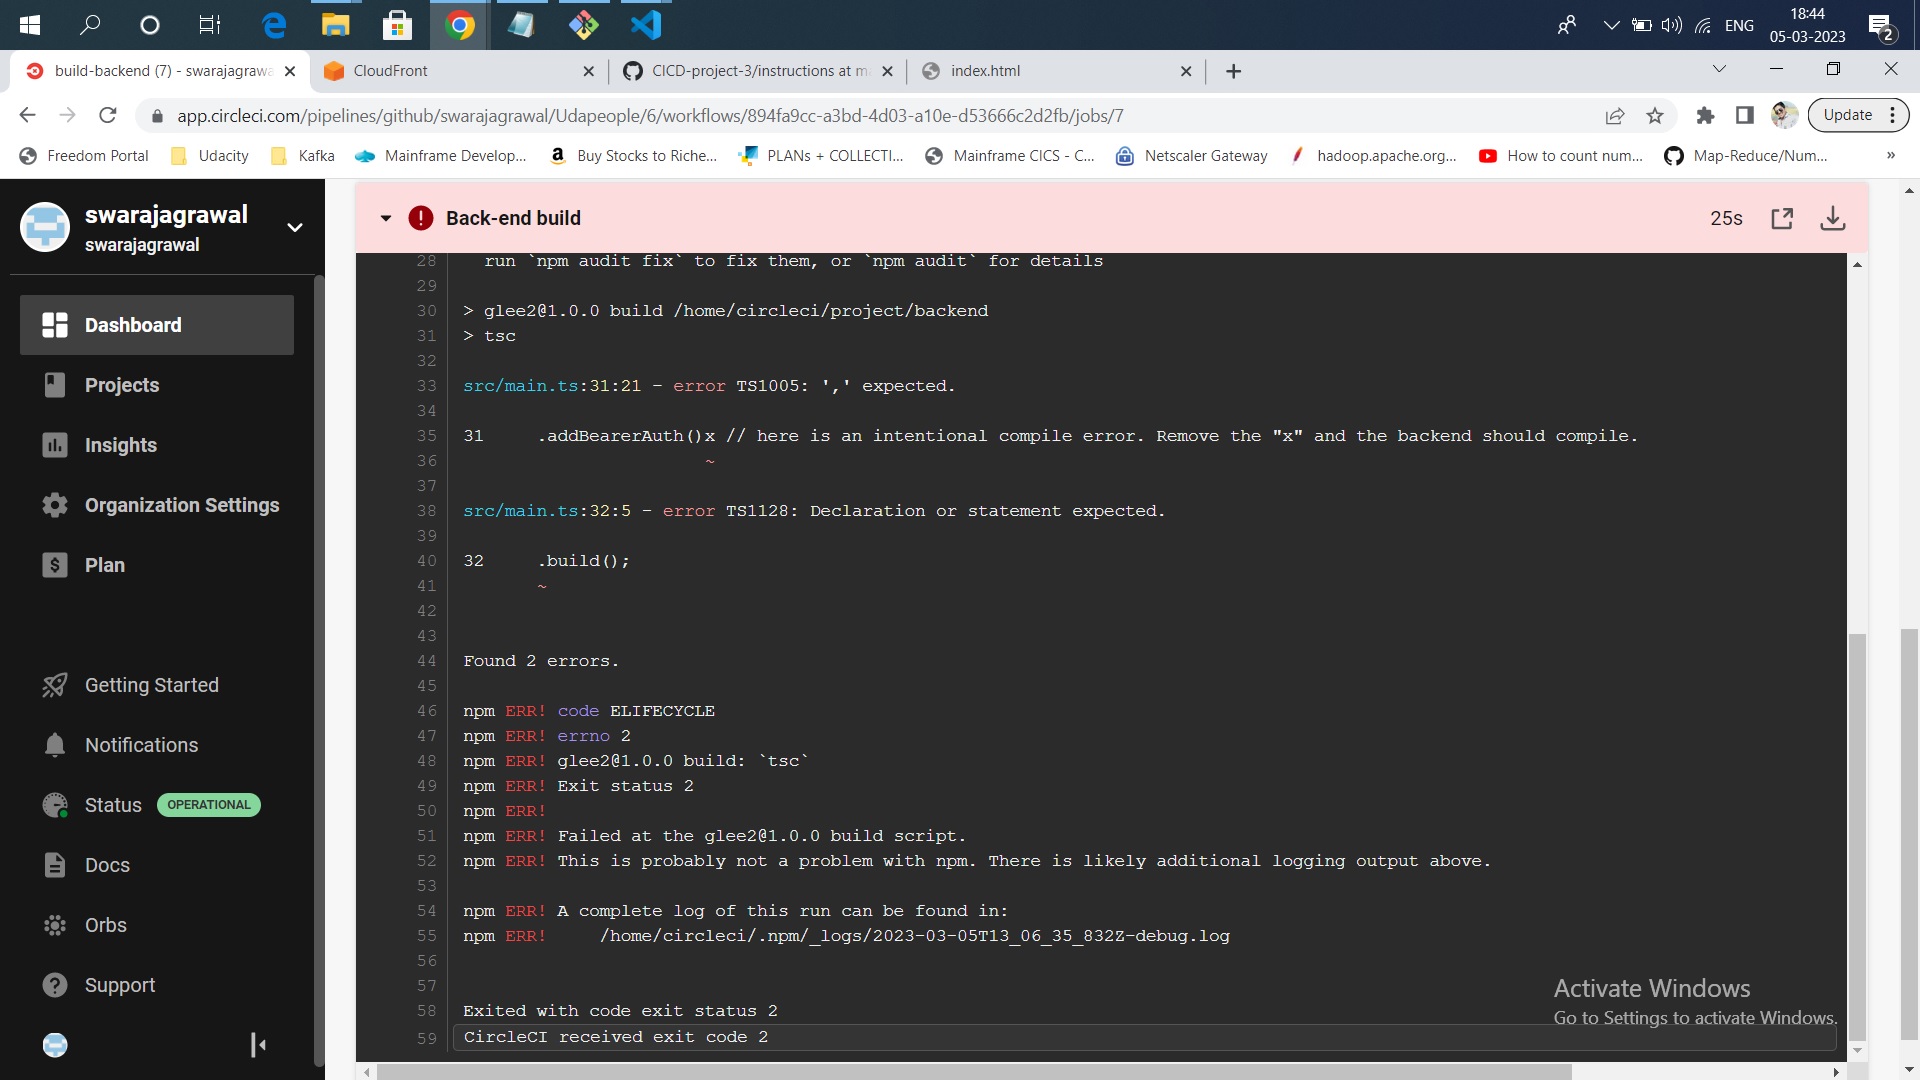 18:44
ENG
05-03-2023
2
build-backend (7) - swarajagrawa
CloudFront
CICD-project-3/instructions at m
index.html
app.circleci.com/pipelines/github/swarajagrawal/Udapeople/6/workflows/894fa9cc-a3bd-4d03-a10e-d53666c2d2fb/jobs/7
Update
Freedom Portal
Udacity
Kafka
Mainframe Develop...
Buy Stocks to Riche...
PLANs + COLLECTI...
Mainframe CICS - C...
Netscaler Gateway
hadoop.apache.org...
How to count num...
Map-Reduce/Num...
»
swarajagrawal
swarajagrawal
Dashboard
Projects
Insights
Organization Settings
Plan
Getting Started
Notifications
Status OPERATIONAL
Docs
Orbs
Support
Back-end build
25s
28 run `npm audit fix` to fix them, or `npm audit` for details
29
30 > glee2@1.0.0 build /home/circleci/project/backend
31 > tsc
32
33 src/main.ts:31:21 - error TS1005: ',' expected.
34
35 31 .addBearerAuth()x // here is an intentional compile error. Remove the "x" and the backend should compile.
36 ~
37
38 src/main.ts:32:5 - error TS1128: Declaration or statement expected.
39
40 32 .build();
41 ~
42
43
44 Found 2 errors.
45
46 npm ERR! code ELIFECYCLE
47 npm ERR! errno 2
48 npm ERR! glee2@1.0.0 build: `tsc`
49 npm ERR! Exit status 2
50 npm ERR!
51 npm ERR! Failed at the glee2@1.0.0 build script.
52 npm ERR! This is probably not a problem with npm. There is likely additional logging output above.
53
54 npm ERR! A complete log of this run can be found in:
55 npm ERR! /home/circleci/.npm/_logs/2023-03-05T13_06_35_832Z-debug.log
56
57
58 Exited with code exit status 2
59 CircleCI received exit code 2
Activate Windows
Go to Settings to activate Windows.